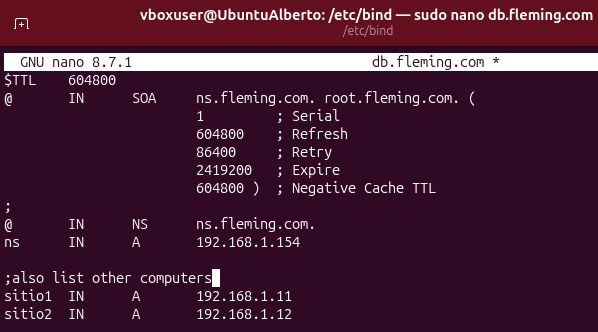 vboxuser@UbuntuAlberto: /etc/bind — sudo nano db.fleming.com
/etc/bind
GNU nano 8.7.1 db.fleming.com *
$TTL 604800
@ IN SOA ns.fleming.com. root.fleming.com. (
1 ; Serial
604800 ; Refresh
86400 ; Retry
2419200 ; Expire
604800 ) ; Negative Cache TTL
;
@ IN NS ns.fleming.com.
ns IN A 192.168.1.154
;also list other computers
sitio1 IN A 192.168.1.11
sitio2 IN A 192.168.1.12